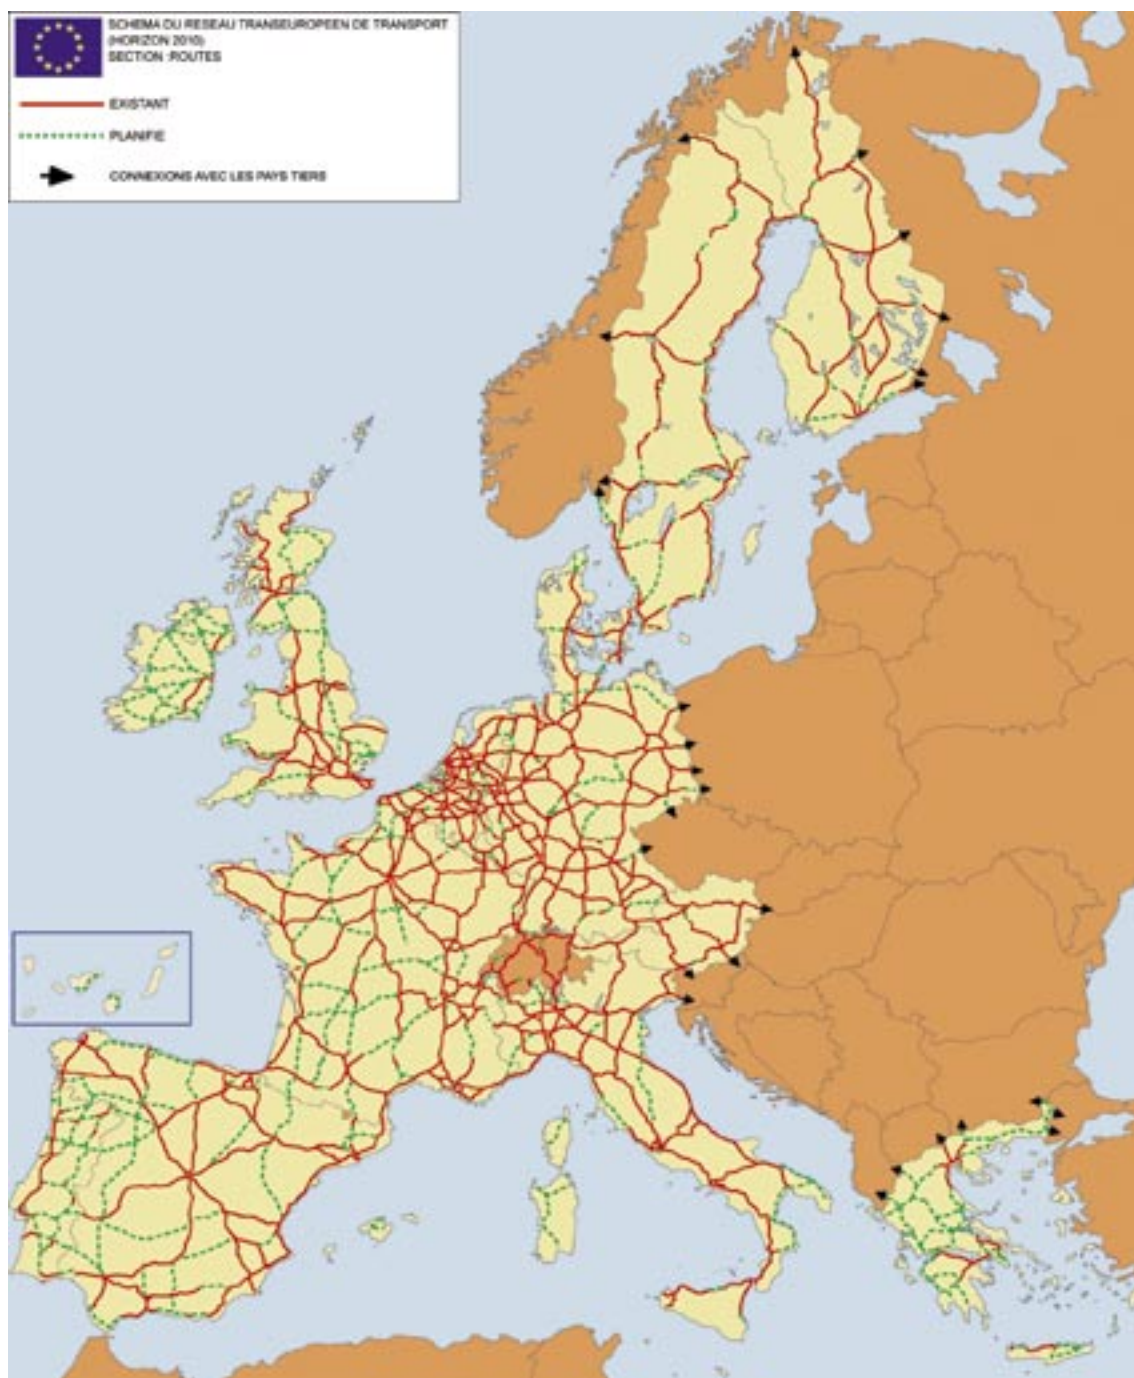 SCHEMA DU RESEAU TRANSEUROPEEN DE TRANSPORT
(HORIZON 2010)
SECTION :ROUTES
EXISTANT
PLANIFIE
CONNEXIONS AVEC LES PAYS TIERS